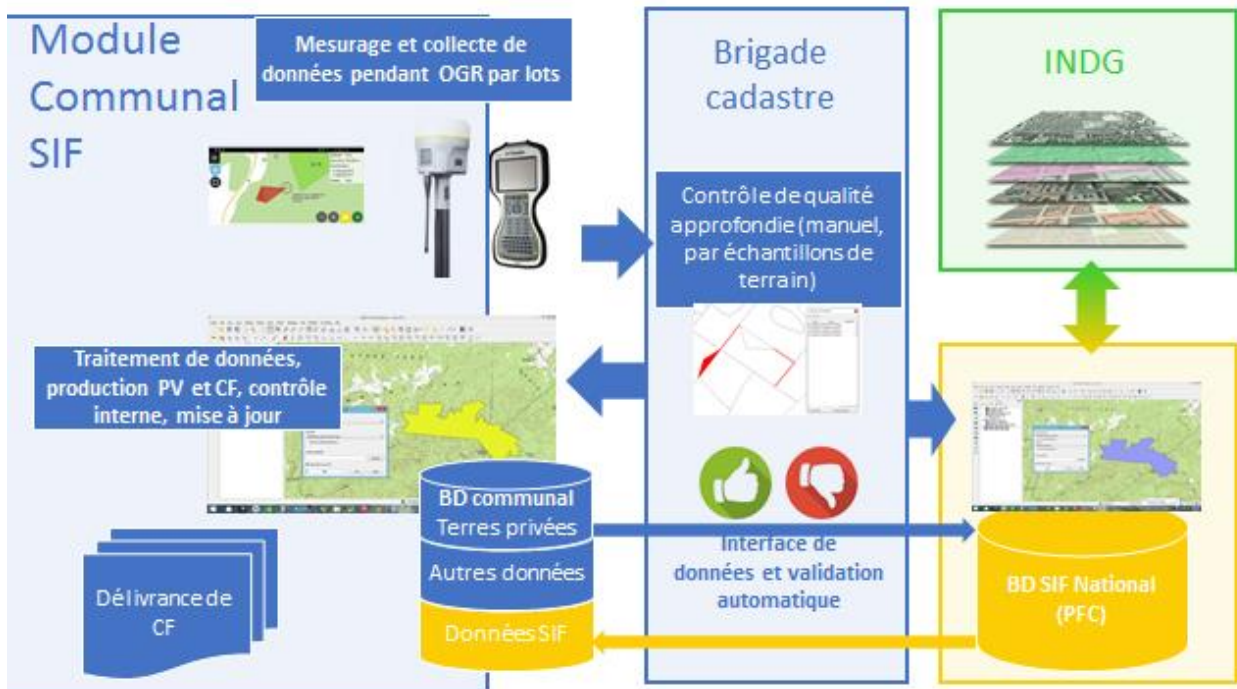 Module
Communal
SIF
Mesurage et collecte de
données pendant OGR par lots
Traitement de données,
production PV et CF, contrôle
interne, mise à jour
BD communal
Terres privées
Autres données
Données SIF
Délivrance de
CF
Brigade
cadastre
Contrôle de qualité
approfondie (manuel,
par échantillons de
terrain)
Interface de
données et validation
automatique
INDG
BD SIF National
(PFC)